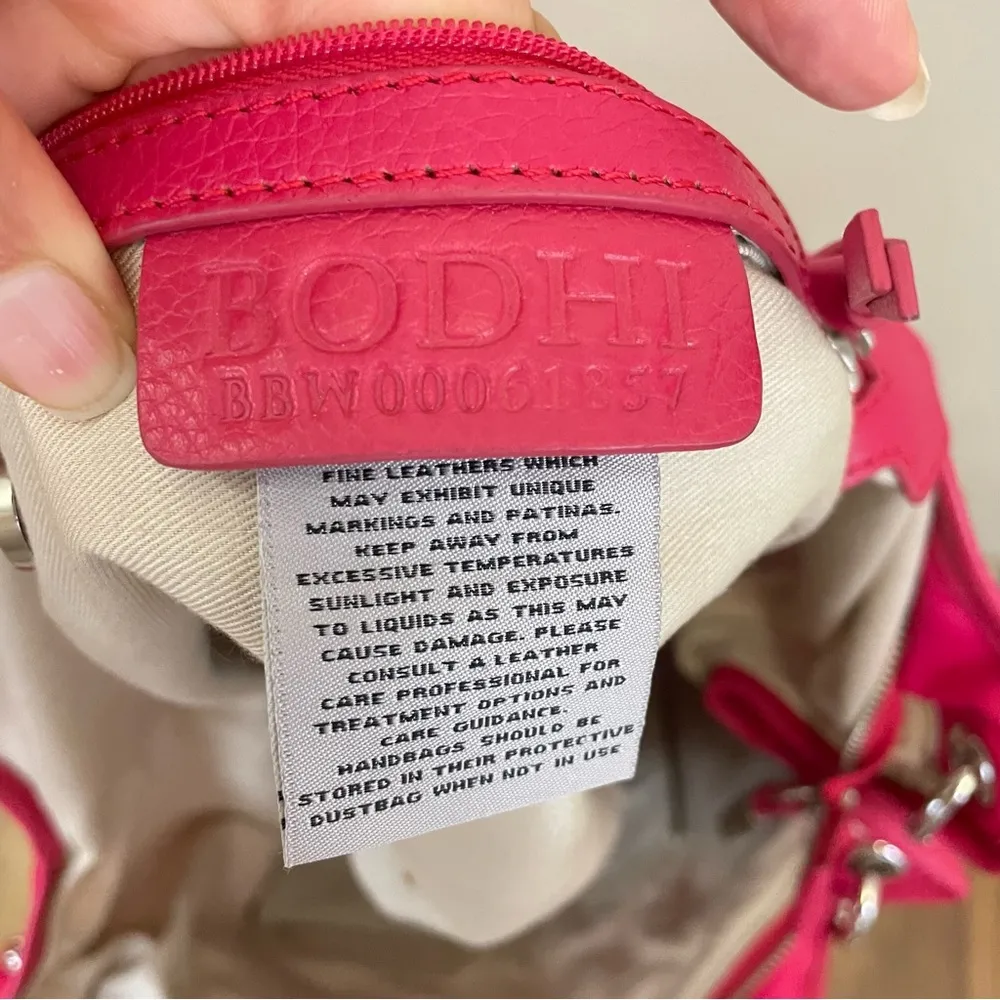 BODHI
BBW00061857
FINE LEATHERS WHICH
MAY EXHIBIT UNIQUE
MARKINGS AND PATINAS.
KEEP AWAY FROM
EXCESSIVE TEMPERATURES
SUNLIGHT AND EXPOSURE
TO LIQUIDS AS THIS MAY
CAUSE DAMAGE. PLEASE
CONSULT A LEATHER
CARE PROFESSIONAL FOR
TREATMENT OPTIONS AND
CARE GUIDANCE.
HANDBAGS SHOULD BE
STORED IN THEIR PROTECTIVE
DUSTBAG WHEN NOT IN USE